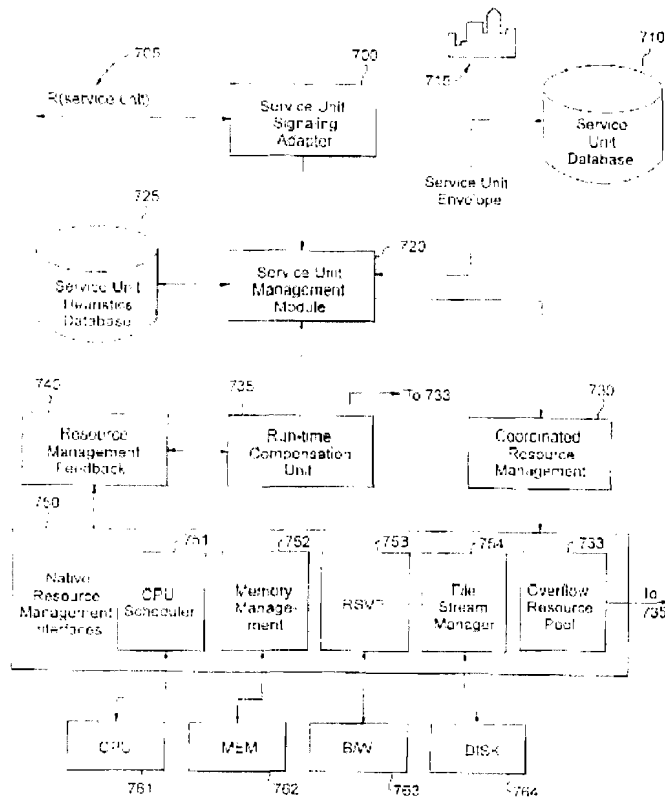 705
700
710
R(service unit)
Service Unit
Signaling
Adapter
715
Service
Unit
Database
Service Unit
Envelope
725
720
Service Unit
Heuristics
Database
Service Unit
Management
Module
740
735
To 733
730
Resource
Management
Feedback
Run-time
Compensation
Unit
Coordinated
Resource
Management
750
751
752
753
754
733
Native
Resource
Management
Interfaces
CPU
Scheduler
Memory
Manage-
ment
RSVP
File
Stream
Manager
Overflow
Resource
Pool
To
735
CPU
MEM
B/W
DISK
761
762
763
764